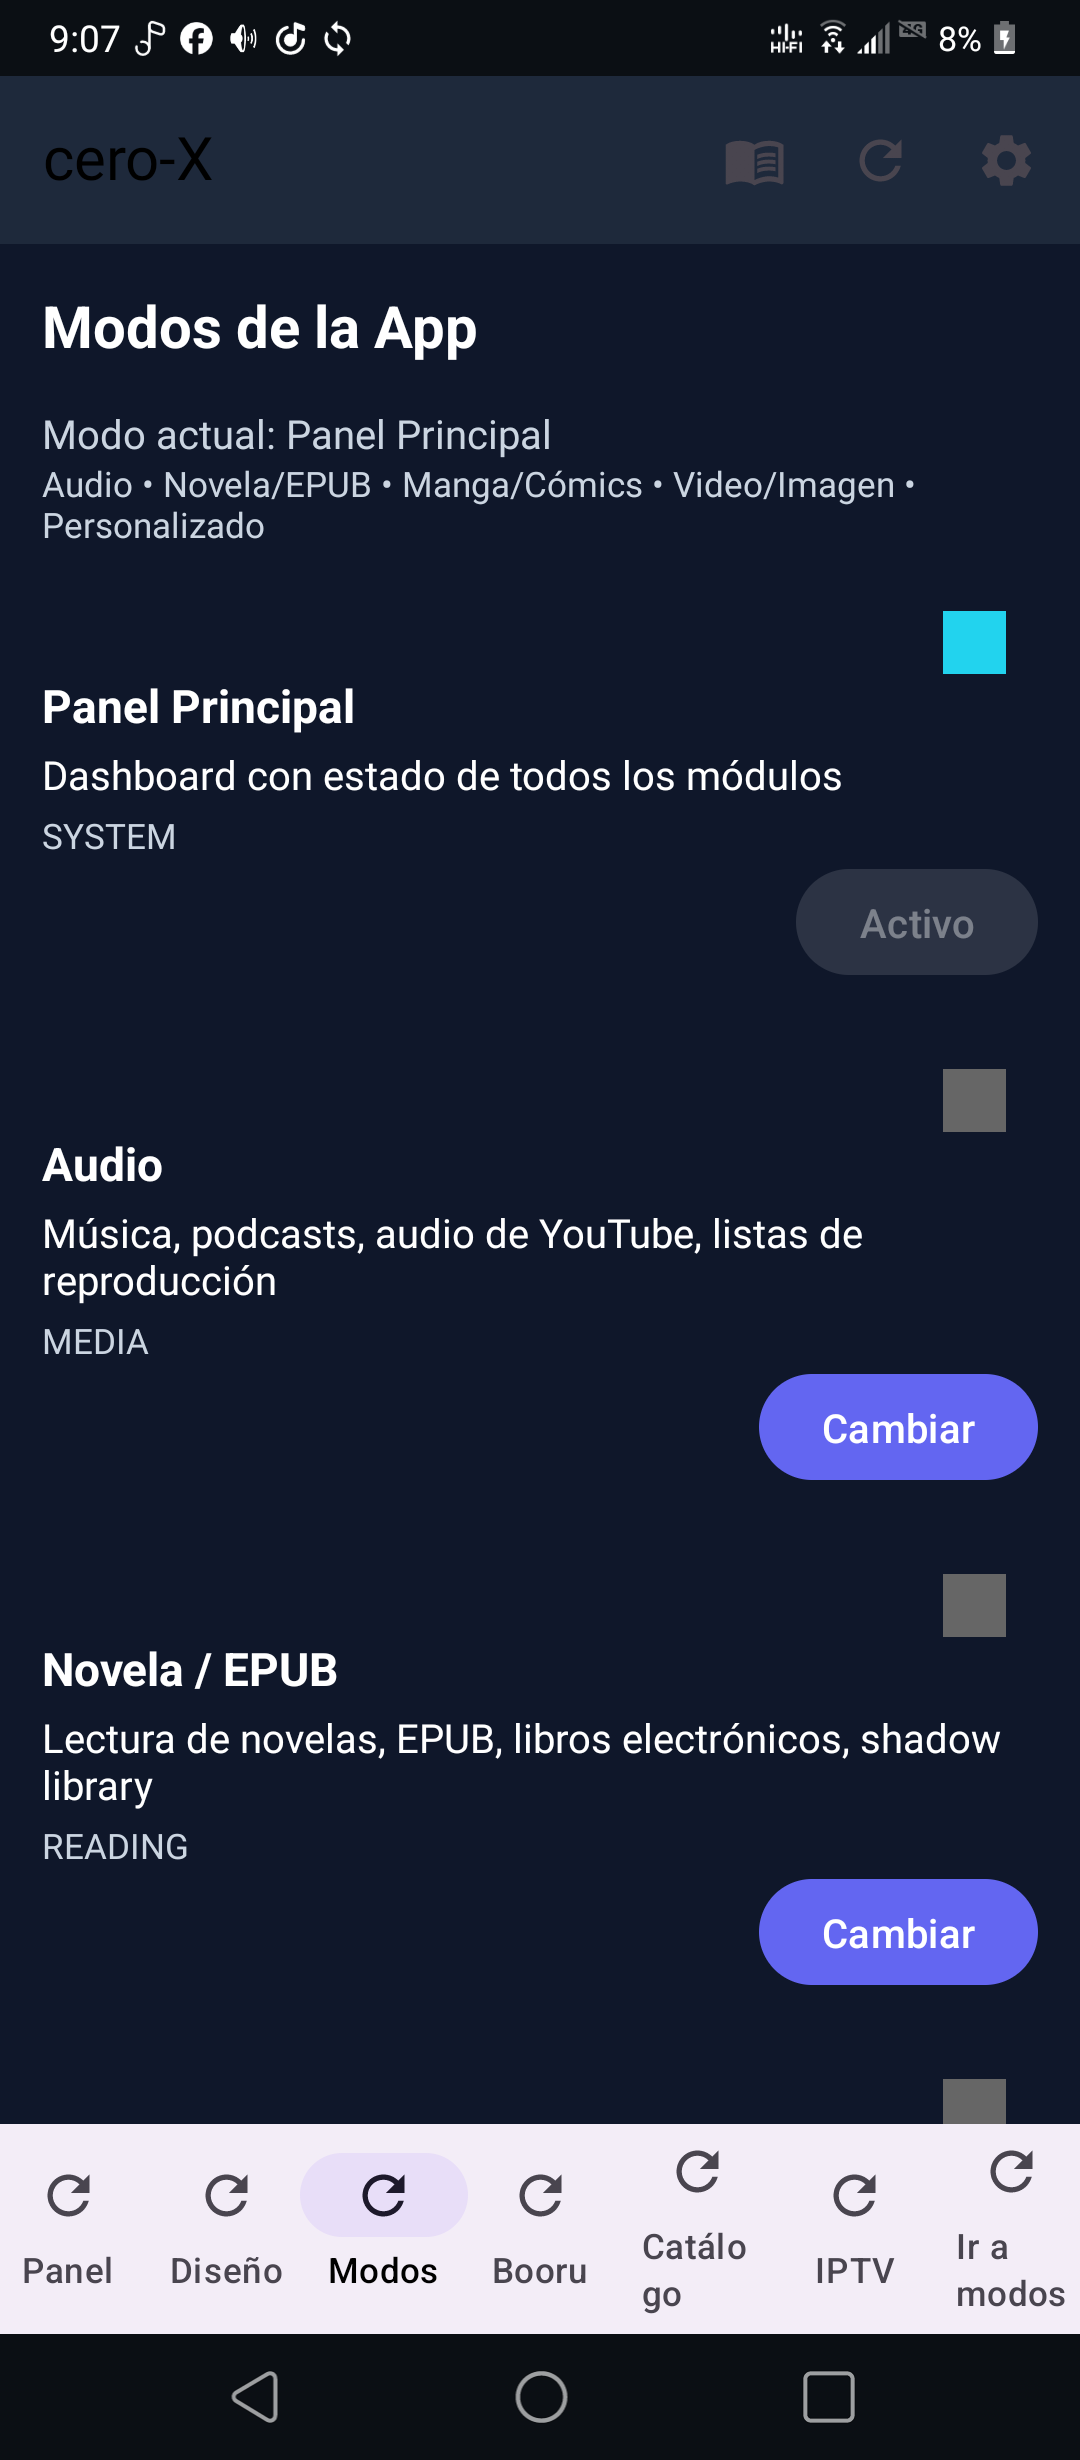 9:07
HI-FI
4G
8%
cero-X
Modos de la App
Modo actual: Panel Principal
Audio • Novela/EPUB • Manga/Cómics • Video/Imagen •
Personalizado
Panel Principal
Dashboard con estado de todos los módulos
SYSTEM
Activo
Audio
Música, podcasts, audio de YouTube, listas de
reproducción
MEDIA
Cambiar
Novela / EPUB
Lectura de novelas, EPUB, libros electrónicos, shadow
library
READING
Cambiar
Panel
Diseño
Modos
Booru
Catálo
go
IPTV
Ir a
modos